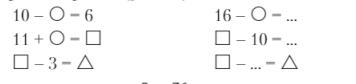 10 – ○ = 6
11 + ○ = □
□ – 3 = △
16 – ○ = ...
□ – 10 = ...
□ – ... = △